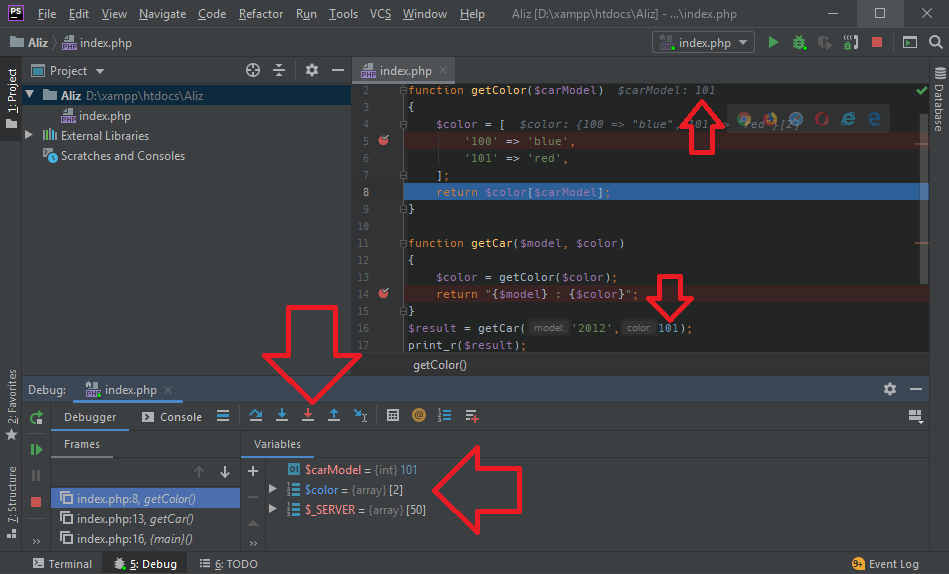 PS File Edit View Navigate Code Refactor Run Tools VCS Window Help Aliz [D:\xampp\htdocs\Aliz] - ...\index.php
Aliz index.php index.php
1: Project
Project
index.php
Database
Aliz D:\xampp\htdocs\Aliz
index.php
External Libraries
Scratches and Consoles
2 function getColor($carModel) $carModel: 101
3 {
4 $color = [ $color: {100 => "blue", 101 => "red"}[2]
5 '100' => 'blue',
6 '101' => 'red',
7 ];
8 return $color[$carModel];
9 }
10
11 function getCar($model, $color)
12 {
13 $color = getColor($color);
14 return "{$model} : {$color}";
15 }
16 $result = getCar( model: '2012', color: 101);
17 print_r($result);
getColor()
2: Favorites
7: Structure
Debug: index.php
Debugger Console
Frames Variables
index.php:8, getColor()
index.php:13, getCar()
index.php:16, {main}()
$carModel = {int} 101
$color = {array} [2]
$_SERVER = {array} [50]
Terminal 5: Debug 6: TODO 9+ Event Log